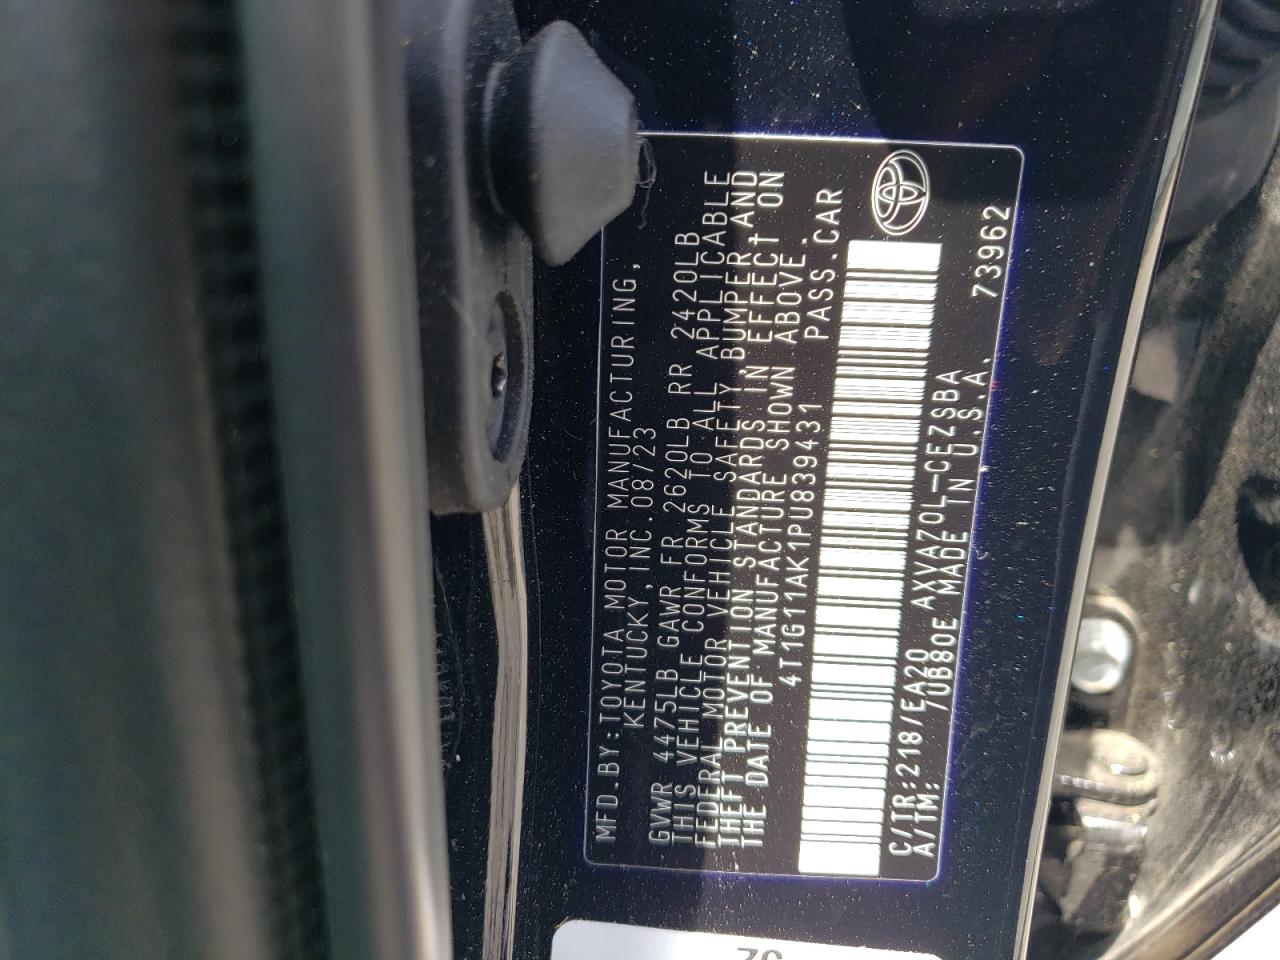 MFD.BY:TOYOTA MOTOR MANUFACTURING,
KENTUCKY, INC. 08/23
GVWR 4475LB GAWR FR 2620LB RR 2420LB
THIS VEHICLE CONFORMS TO ALL APPLICABLE
FEDERAL MOTOR VEHICLE SAFETY, BUMPER, AND
THEFT PREVENTION STANDARDS IN EFFECT ON
THE DATE OF MANUFACTURE SHOWN ABOVE.
4T1G11AK1PU839431 PASS.CAR
C/TR:218/EA20 AXVA70L-CEZSBA
A/TM: /UB80E MADE IN U.S.A. 73962